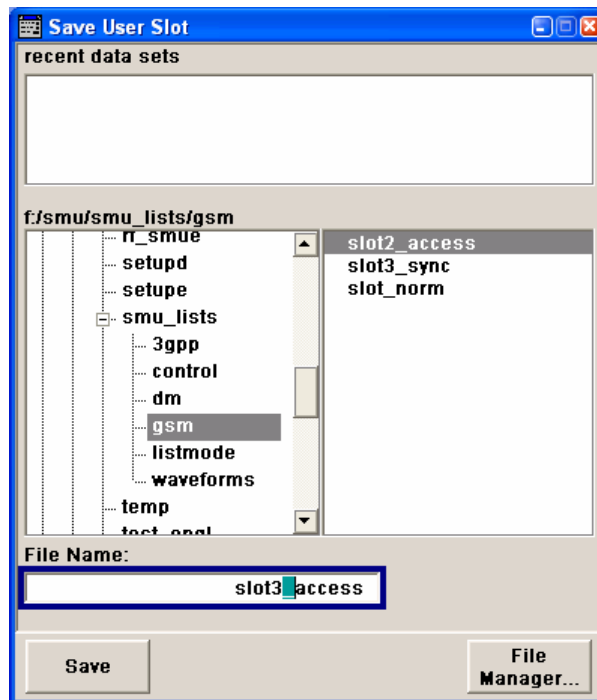 Save User Slot
recent data sets
f:/smu/smu_lists/gsm
rr_smue
setupd
setupe
smu_lists
3gpp
control
dm
gsm
listmode
waveforms
temp
slot2_access
slot3_sync
slot_norm
File Name:
slot3_access
Save
File
Manager...